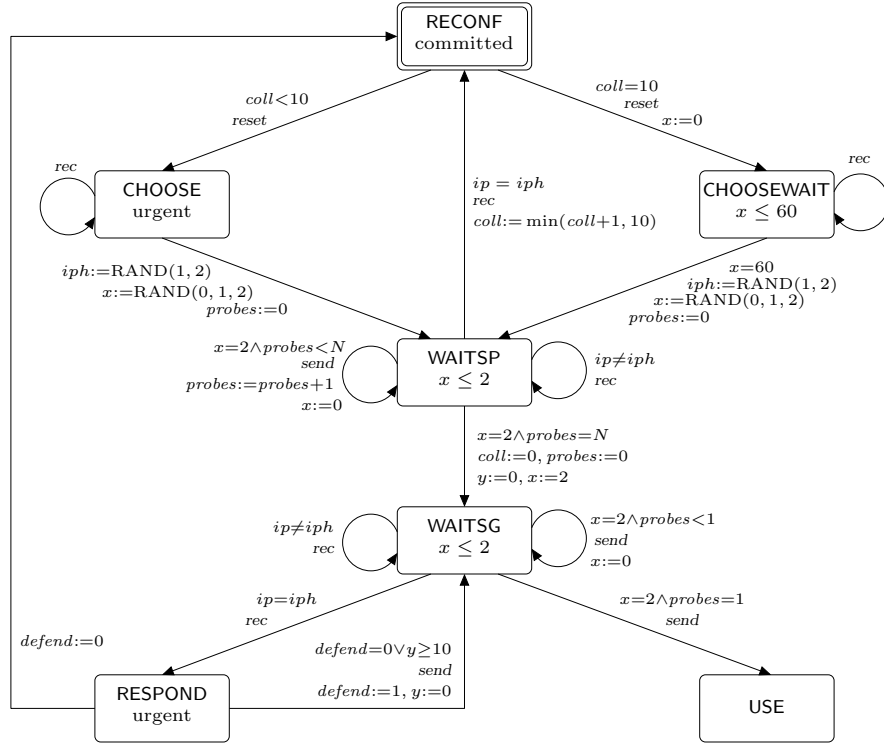 RECONF
committed
coll<10
reset
coll=10
reset
x:=0
rec
CHOOSE
urgent
ip = iph
rec
coll:= min(coll+1, 10)
CHOOSEWAIT
x ≤ 60
rec
iph:=RAND(1, 2)
x:=RAND(0, 1, 2)
probes:=0
x=60
iph:=RAND(1, 2)
x:=RAND(0, 1, 2)
probes:=0
x=2∧probes<N
send
probes:=probes+1
x:=0
WAITSP
x ≤ 2
ip≠iph
rec
x=2∧probes=N
coll:=0, probes:=0
y:=0, x:=2
ip≠iph
rec
WAITSG
x ≤ 2
x=2∧probes<1
send
x:=0
ip=iph
rec
x=2∧probes=1
send
defend:=0
defend=0∨y≥10
send
defend:=1, y:=0
RESPOND
urgent
USE